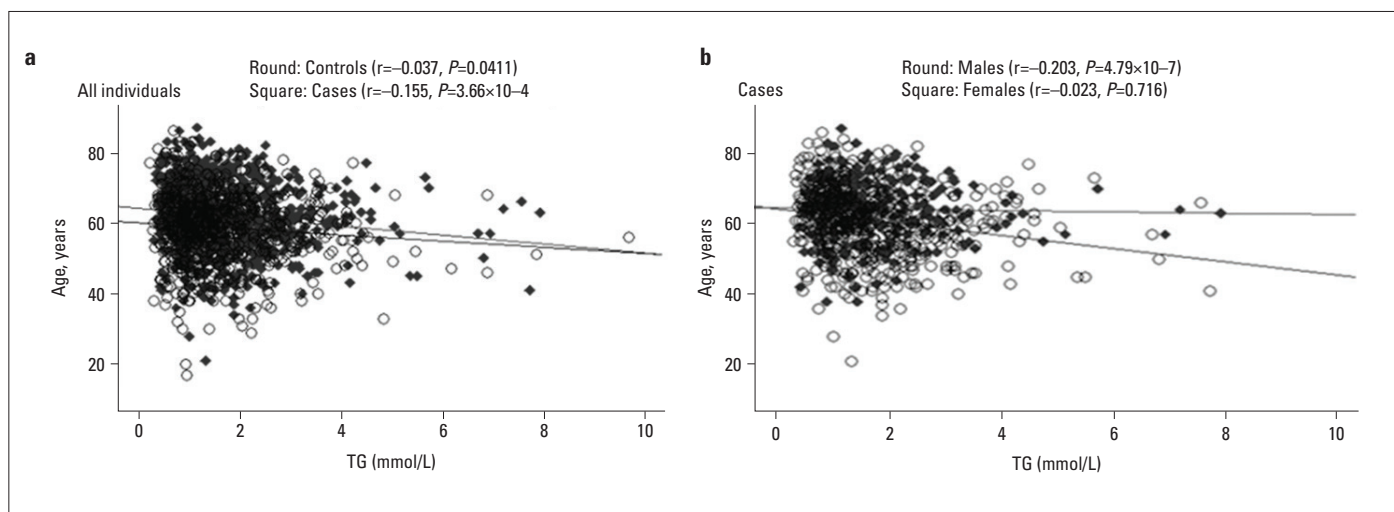 a
Round: Controls (r=–0.037, P=0.0411)
Square: Cases (r=–0.155, P=3.66×10–4
All individuals
80
60
40
20
Age, years
0 2 4 6 8 10
TG (mmol/L)
b
Round: Males (r=–0.203, P=4.79×10–7)
Square: Females (r=–0.023, P=0.716)
Cases
80
60
40
20
Age, years
0 2 4 6 8 10
TG (mmol/L)